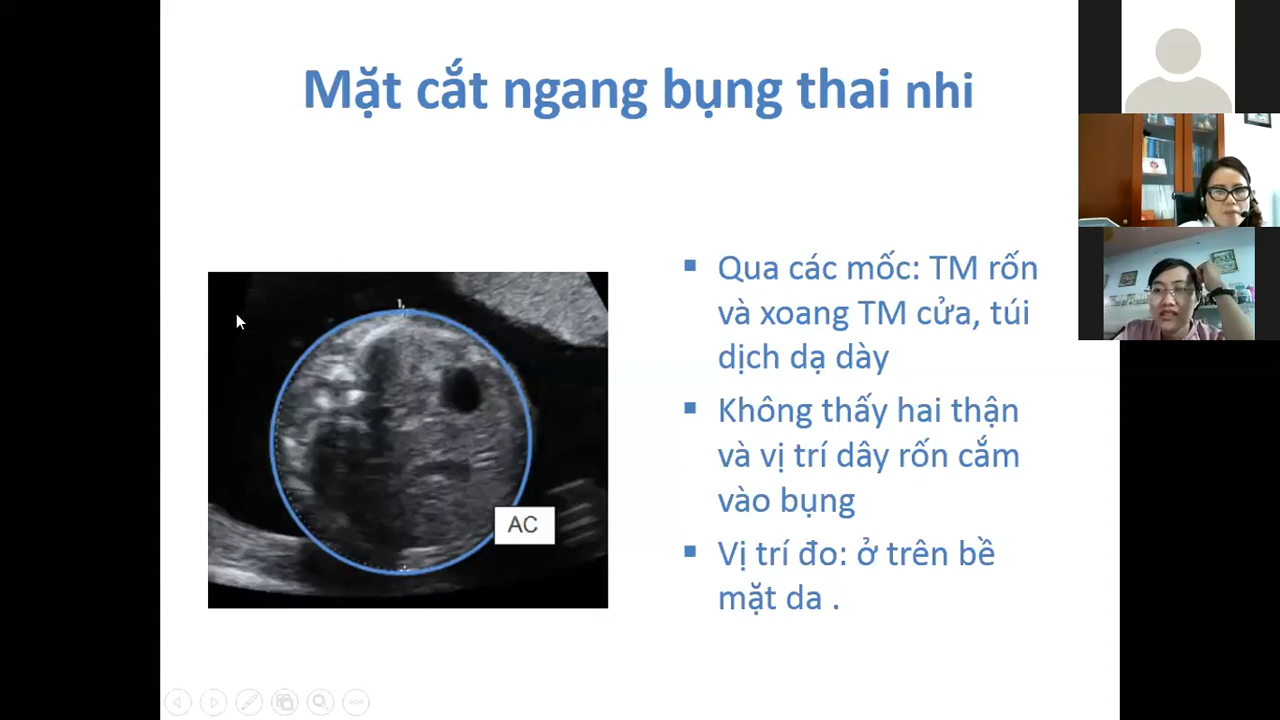 Mặt cắt ngang bụng thai nhi
Qua các mốc: TM rốn
và xoang TM cửa, túi
dịch dạ dày
Không thấy hai thận
và vị trí dây rốn cắm
vào bụng
Vị trí đo: ở trên bề
mặt da .
1
AC